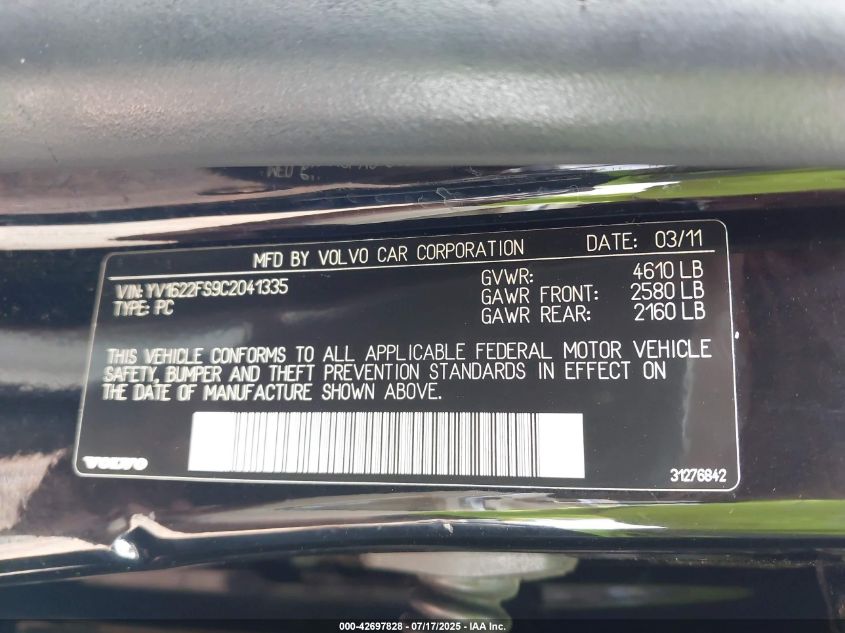 MFD BY VOLVO CAR CORPORATION DATE: 03/11
VIN: YV1622FS9C2041335
TYPE: PC
GVWR: 4610 LB
GAWR FRONT: 2580 LB
GAWR REAR: 2160 LB
THIS VEHICLE CONFORMS TO ALL APPLICABLE FEDERAL MOTOR VEHICLE
SAFETY, BUMPER AND THEFT PREVENTION STANDARDS IN EFFECT ON
THE DATE OF MANUFACTURE SHOWN ABOVE.
VOLVO
31276842
000-42697828 - 07/17/2025 - IAA Inc.